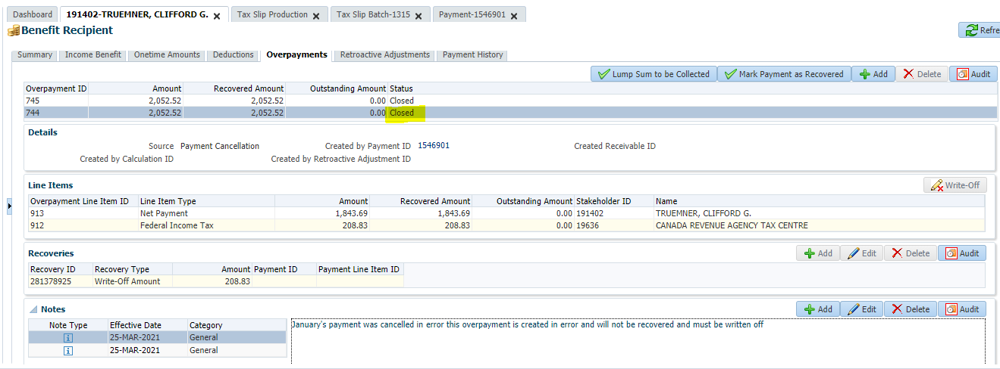 Dashboard 191402-TRUEMNER, CLIFFORD G. Tax Slip Production Tax Slip Batch-1315 Payment-1546901
Benefit Recipient Refre
Summary Income Benefit Onetime Amounts Deductions Overpayments Retroactive Adjustments Payment History
Lump Sum to be Collected Mark Payment as Recovered Add Delete Audit
Overpayment ID Amount Recovered Amount Outstanding Amount Status
745 2,052.52 2,052.52 0.00 Closed
744 2,052.52 2,052.52 0.00 Closed
Details
Source Payment Cancellation Created by Payment ID 1546901 Created Receivable ID
Created by Calculation ID Created by Retroactive Adjustment ID
Line Items Write-Off
Overpayment Line Item ID Line Item Type Amount Recovered Amount Outstanding Amount Stakeholder ID Name
913 Net Payment 1,843.69 1,843.69 0.00 191402 TRUEMNER, CLIFFORD G.
912 Federal Income Tax 208.83 208.83 0.00 19636 CANADA REVENUE AGENCY TAX CENTRE
Recoveries Add Edit Delete Audit
Recovery ID Recovery Type Amount Payment ID Payment Line Item ID
281378925 Write-Off Amount 208.83
Notes Add Edit Delete Audit
Note Type Effective Date Category January's payment was cancelled in error this overpayment is created in error and will not be recovered and must be written off
25-MAR-2021 General
25-MAR-2021 General